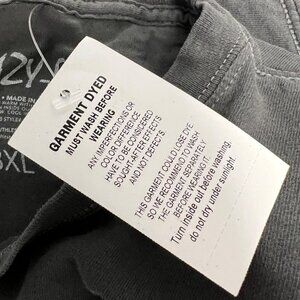 GARMENT DYED
MUST WASH BEFORE
WEARING
ANY IMPERFECTIONS OR
COLOR DIFFERENCE
HAVE TO BE CONSIDERED
SOUGHT-AFTER EFFECTS
AND NOT DEFECTS.
THIS GARMENT COULD LOSE DYE
SO WE RECOMMEND TO WASH
THE GARMENT SEPARATELY
BEFORE WEARING IT.
Turn inside out before washing,
do not dry under sunlight.
MADE IN